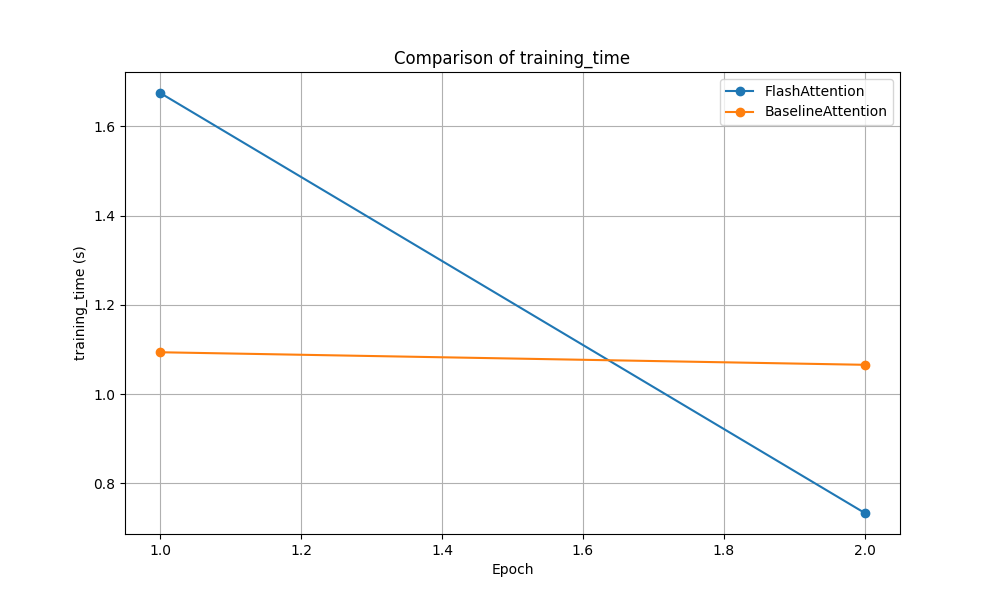 Comparison of training_time
FlashAttention
BaselineAttention
training_time (s)
1.6
1.4
1.2
1.0
0.8
1.0 1.2 1.4 1.6 1.8 2.0
Epoch